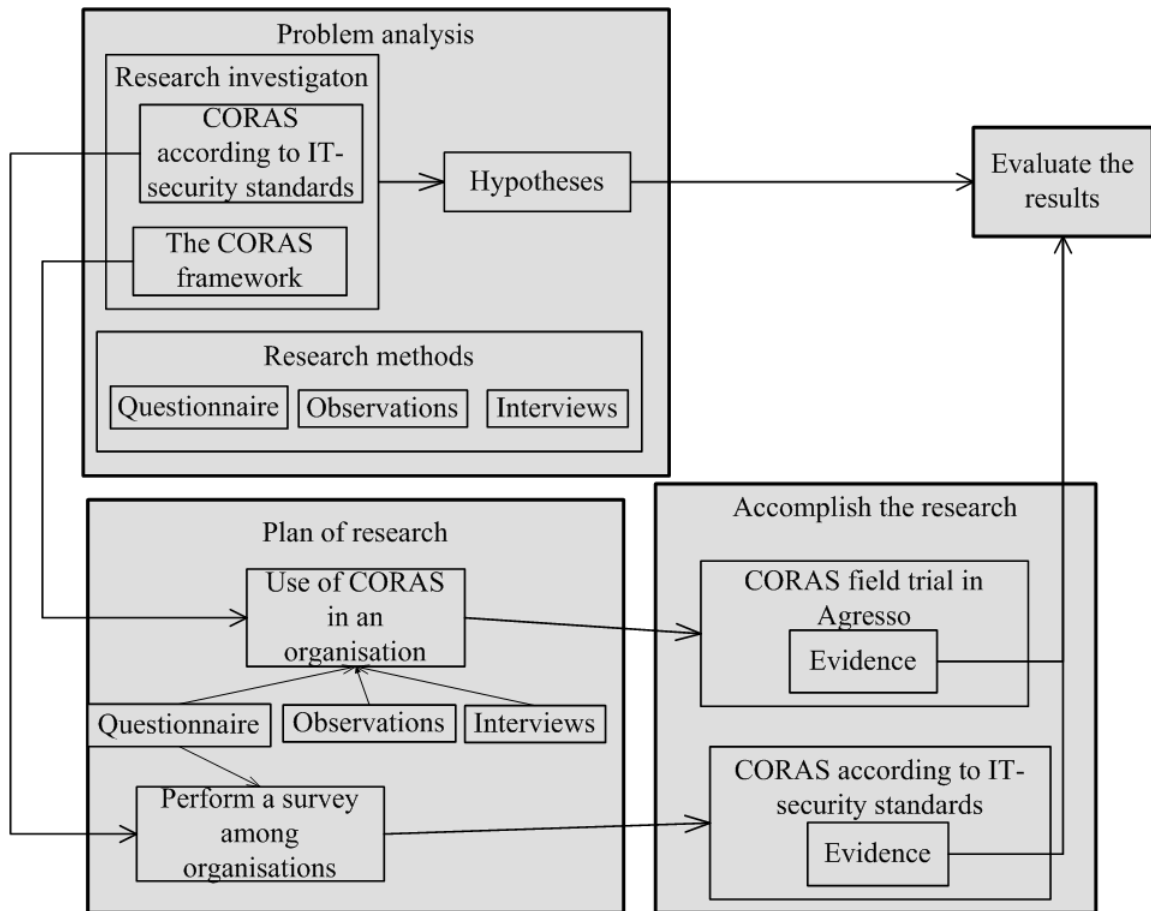 Problem analysis
Research investigaton
CORAS
according to IT-
security standards
The CORAS
framework
Hypotheses
Evaluate the
results
Research methods
Questionnaire
Observations
Interviews
Plan of research
Use of CORAS
in an
organisation
Questionnaire
Observations
Interviews
Perform a survey
among
organisations
Accomplish the research
CORAS field trial in
Agresso
Evidence
CORAS according to IT-
security standards
Evidence